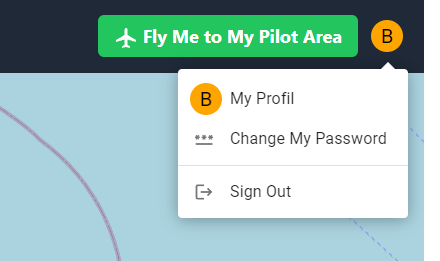 Fly Me to My Pilot Area
B
B
My Profil
Change My Password
Sign Out